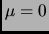 μ = 0